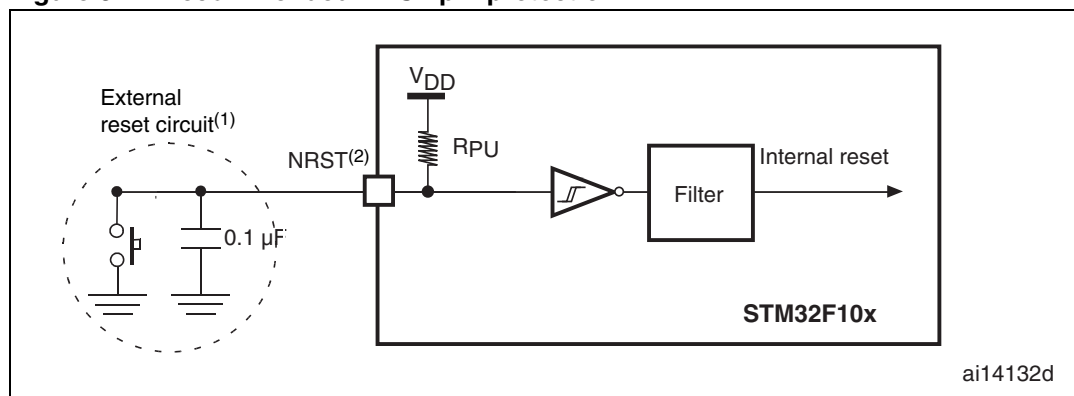 External
reset circuit(1)
VDD
RPU
NRST(2)
Internal reset
Filter
0.1 µF
STM32F10x
ai14132d